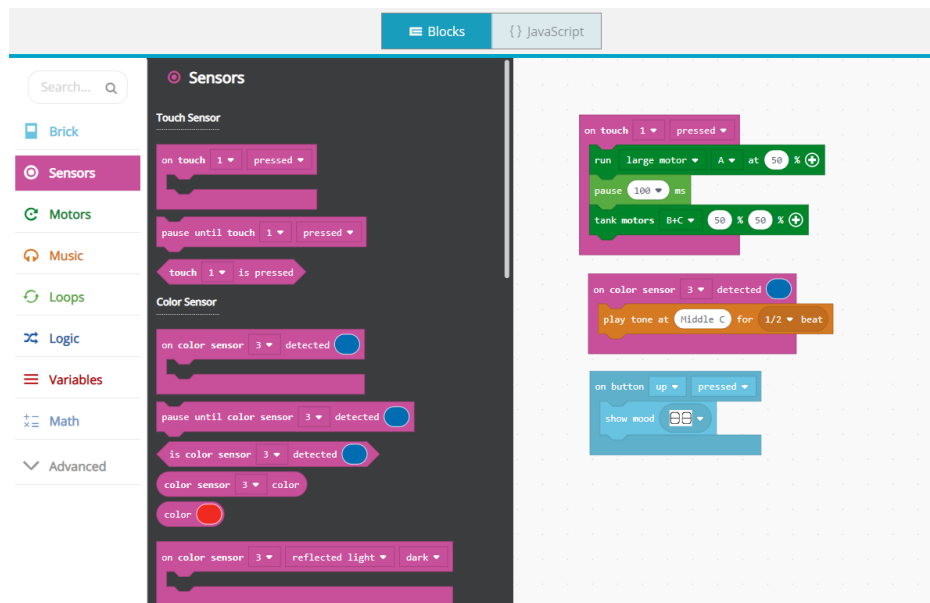 Blocks
{ } JavaScript
Search...
Brick
Sensors
Motors
Music
Loops
Logic
Variables
Math
Advanced
Sensors
Touch Sensor
on touch 1 pressed
pause until touch 1 pressed
touch 1 is pressed
Color Sensor
on color sensor 3 detected
pause until color sensor 3 detected
is color sensor 3 detected
color sensor 3 color
color
on color sensor 3 reflected light dark
on touch 1 pressed
run large motor A at 50 %
pause 100 ms
tank motors B+C 50 % 50 %
on color sensor 3 detected
play tone at Middle C for 1/2 beat
on button up pressed
show mood